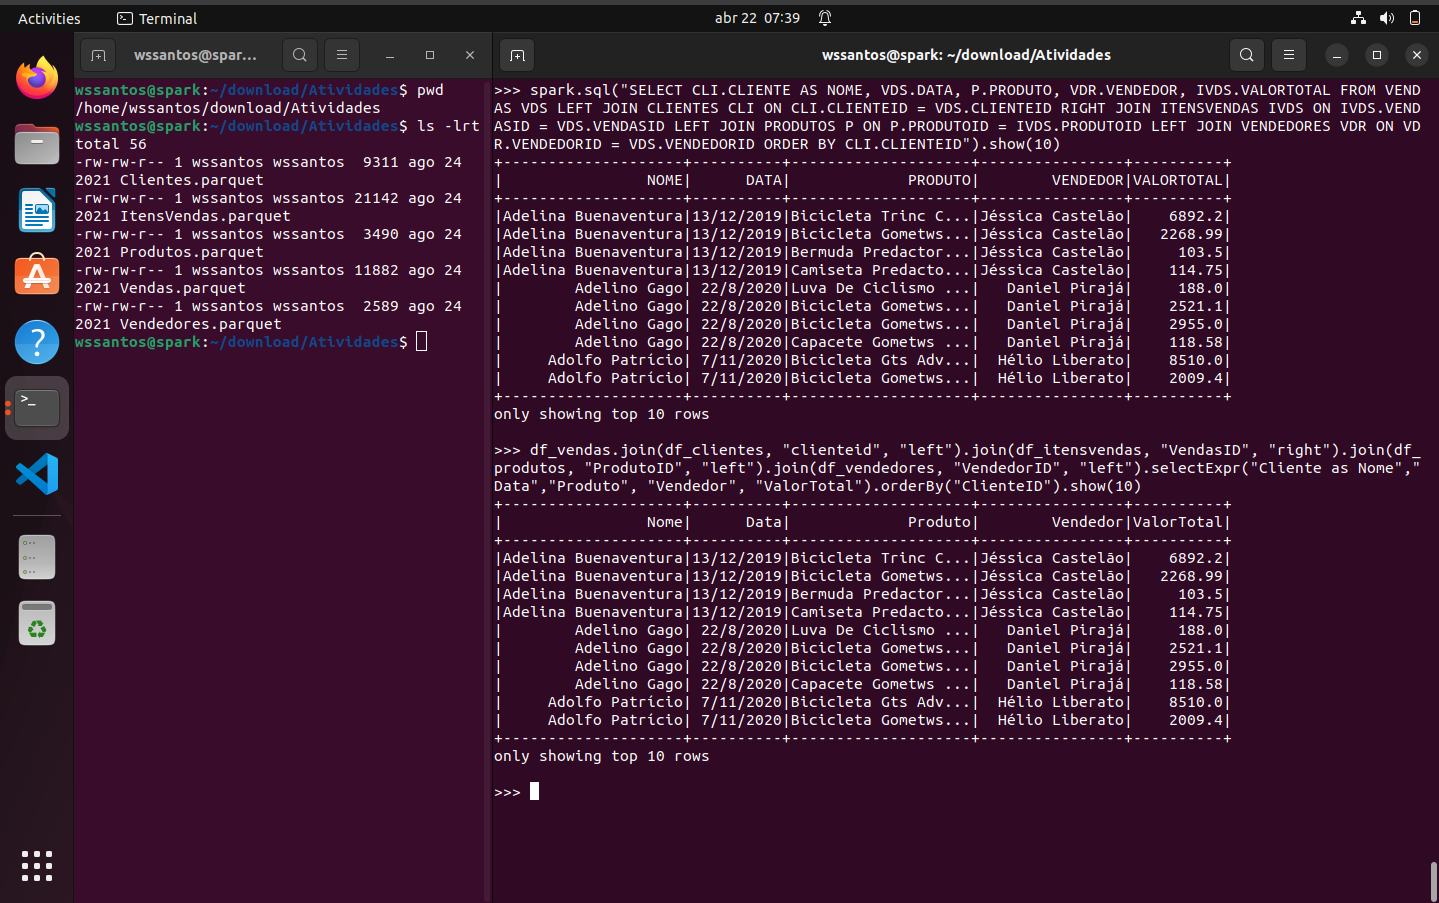 Activities
Terminal
abr 22 07:39
wssantos@spar...
wssantos@spark: ~/download/Atividades
wssantos@spark:~/download/Atividades$ pwd
/home/wssantos/download/Atividades
wssantos@spark:~/download/Atividades$ ls -lrt
total 56
-rw-rw-r-- 1 wssantos wssantos  9311 ago 24
2021 Clientes.parquet
-rw-rw-r-- 1 wssantos wssantos 21142 ago 24
2021 ItensVendas.parquet
-rw-rw-r-- 1 wssantos wssantos  3490 ago 24
2021 Produtos.parquet
-rw-rw-r-- 1 wssantos wssantos 11882 ago 24
2021 Vendas.parquet
-rw-rw-r-- 1 wssantos wssantos  2589 ago 24
2021 Vendedores.parquet
wssantos@spark:~/download/Atividades$
>>> spark.sql("SELECT CLI.CLIENTE AS NOME, VDS.DATA, P.PRODUTO, VDR.VENDEDOR, IVDS.VALORTOTAL FROM VEND
AS VDS LEFT JOIN CLIENTES CLI ON CLI.CLIENTEID = VDS.CLIENTEID RIGHT JOIN ITENSVENDAS IVDS ON IVDS.VEND
ASID = VDS.VENDASID LEFT JOIN PRODUTOS P ON P.PRODUTOID = IVDS.PRODUTOID LEFT JOIN VENDEDORES VDR ON VD
R.VENDEDORID = VDS.VENDEDORID ORDER BY CLI.CLIENTEID").show(10)
+--------------------+----------+--------------------+----------------+----------+
|                NOME|      DATA|             PRODUTO|        VENDEDOR|VALORTOTAL|
+--------------------+----------+--------------------+----------------+----------+
|Adelina Buenaventura|13/12/2019|Bicicleta Trinc C...|Jéssica Castelão|    6892.2|
|Adelina Buenaventura|13/12/2019|Bicicleta Gometws...|Jéssica Castelão|   2268.99|
|Adelina Buenaventura|13/12/2019|Bermuda Predactor...|Jéssica Castelão|     103.5|
|Adelina Buenaventura|13/12/2019|Camiseta Predacto...|Jéssica Castelão|    114.75|
|        Adelino Gago| 22/8/2020|Luva De Ciclismo ...|   Daniel Pirajá|     188.0|
|        Adelino Gago| 22/8/2020|Bicicleta Gometws...|   Daniel Pirajá|    2521.1|
|        Adelino Gago| 22/8/2020|Bicicleta Gometws...|   Daniel Pirajá|    2955.0|
|        Adelino Gago| 22/8/2020|Capacete Gometws ...|   Daniel Pirajá|    118.58|
|     Adolfo Patrício| 7/11/2020|Bicicleta Gts Adv...|  Hélio Liberato|    8510.0|
|     Adolfo Patrício| 7/11/2020|Bicicleta Gometws...|  Hélio Liberato|    2009.4|
+--------------------+----------+--------------------+----------------+----------+
only showing top 10 rows
>>> df_vendas.join(df_clientes, "clienteid", "left").join(df_itensvendas, "VendasID", "right").join(df_
produtos, "ProdutoID", "left").join(df_vendedores, "VendedorID", "left").selectExpr("Cliente as Nome","
Data","Produto", "Vendedor", "ValorTotal").orderBy("ClienteID").show(10)
+--------------------+----------+--------------------+----------------+----------+
|                Nome|      Data|             Produto|        Vendedor|ValorTotal|
+--------------------+----------+--------------------+----------------+----------+
|Adelina Buenaventura|13/12/2019|Bicicleta Trinc C...|Jéssica Castelão|    6892.2|
|Adelina Buenaventura|13/12/2019|Bicicleta Gometws...|Jéssica Castelão|   2268.99|
|Adelina Buenaventura|13/12/2019|Bermuda Predactor...|Jéssica Castelão|     103.5|
|Adelina Buenaventura|13/12/2019|Camiseta Predacto...|Jéssica Castelão|    114.75|
|        Adelino Gago| 22/8/2020|Luva De Ciclismo ...|   Daniel Pirajá|     188.0|
|        Adelino Gago| 22/8/2020|Bicicleta Gometws...|   Daniel Pirajá|    2521.1|
|        Adelino Gago| 22/8/2020|Bicicleta Gometws...|   Daniel Pirajá|    2955.0|
|        Adelino Gago| 22/8/2020|Capacete Gometws ...|   Daniel Pirajá|    118.58|
|     Adolfo Patrício| 7/11/2020|Bicicleta Gts Adv...|  Hélio Liberato|    8510.0|
|     Adolfo Patrício| 7/11/2020|Bicicleta Gometws...|  Hélio Liberato|    2009.4|
+--------------------+----------+--------------------+----------------+----------+
only showing top 10 rows
>>>